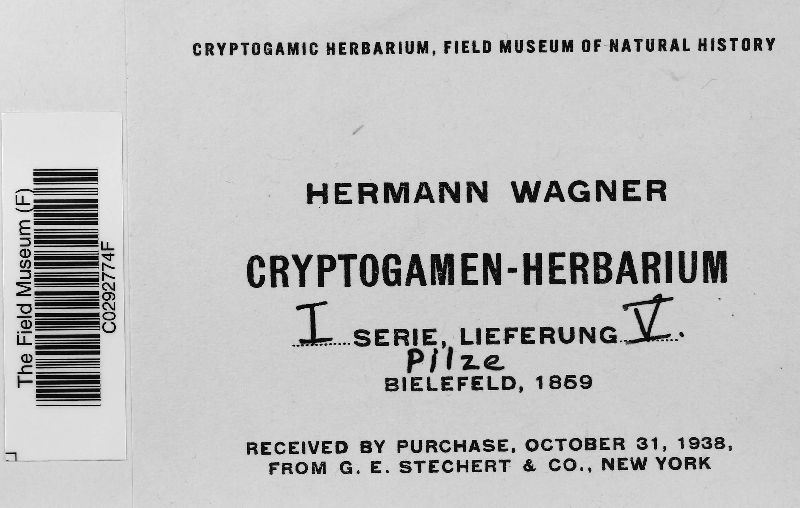 CRYPTOGAMIC HERBARIUM, FIELD MUSEUM OF NATURAL HISTORY
HERMANN WAGNER
CRYPTOGAMEN-HERBARIUM
I SERIE, LIEFERUNG V.
Pilze
BIELEFELD, 1859
RECEIVED BY PURCHASE, OCTOBER 31, 1938,
FROM G. E. STECHERT & CO., NEW YORK
The Field Museum (F)
C0292774F